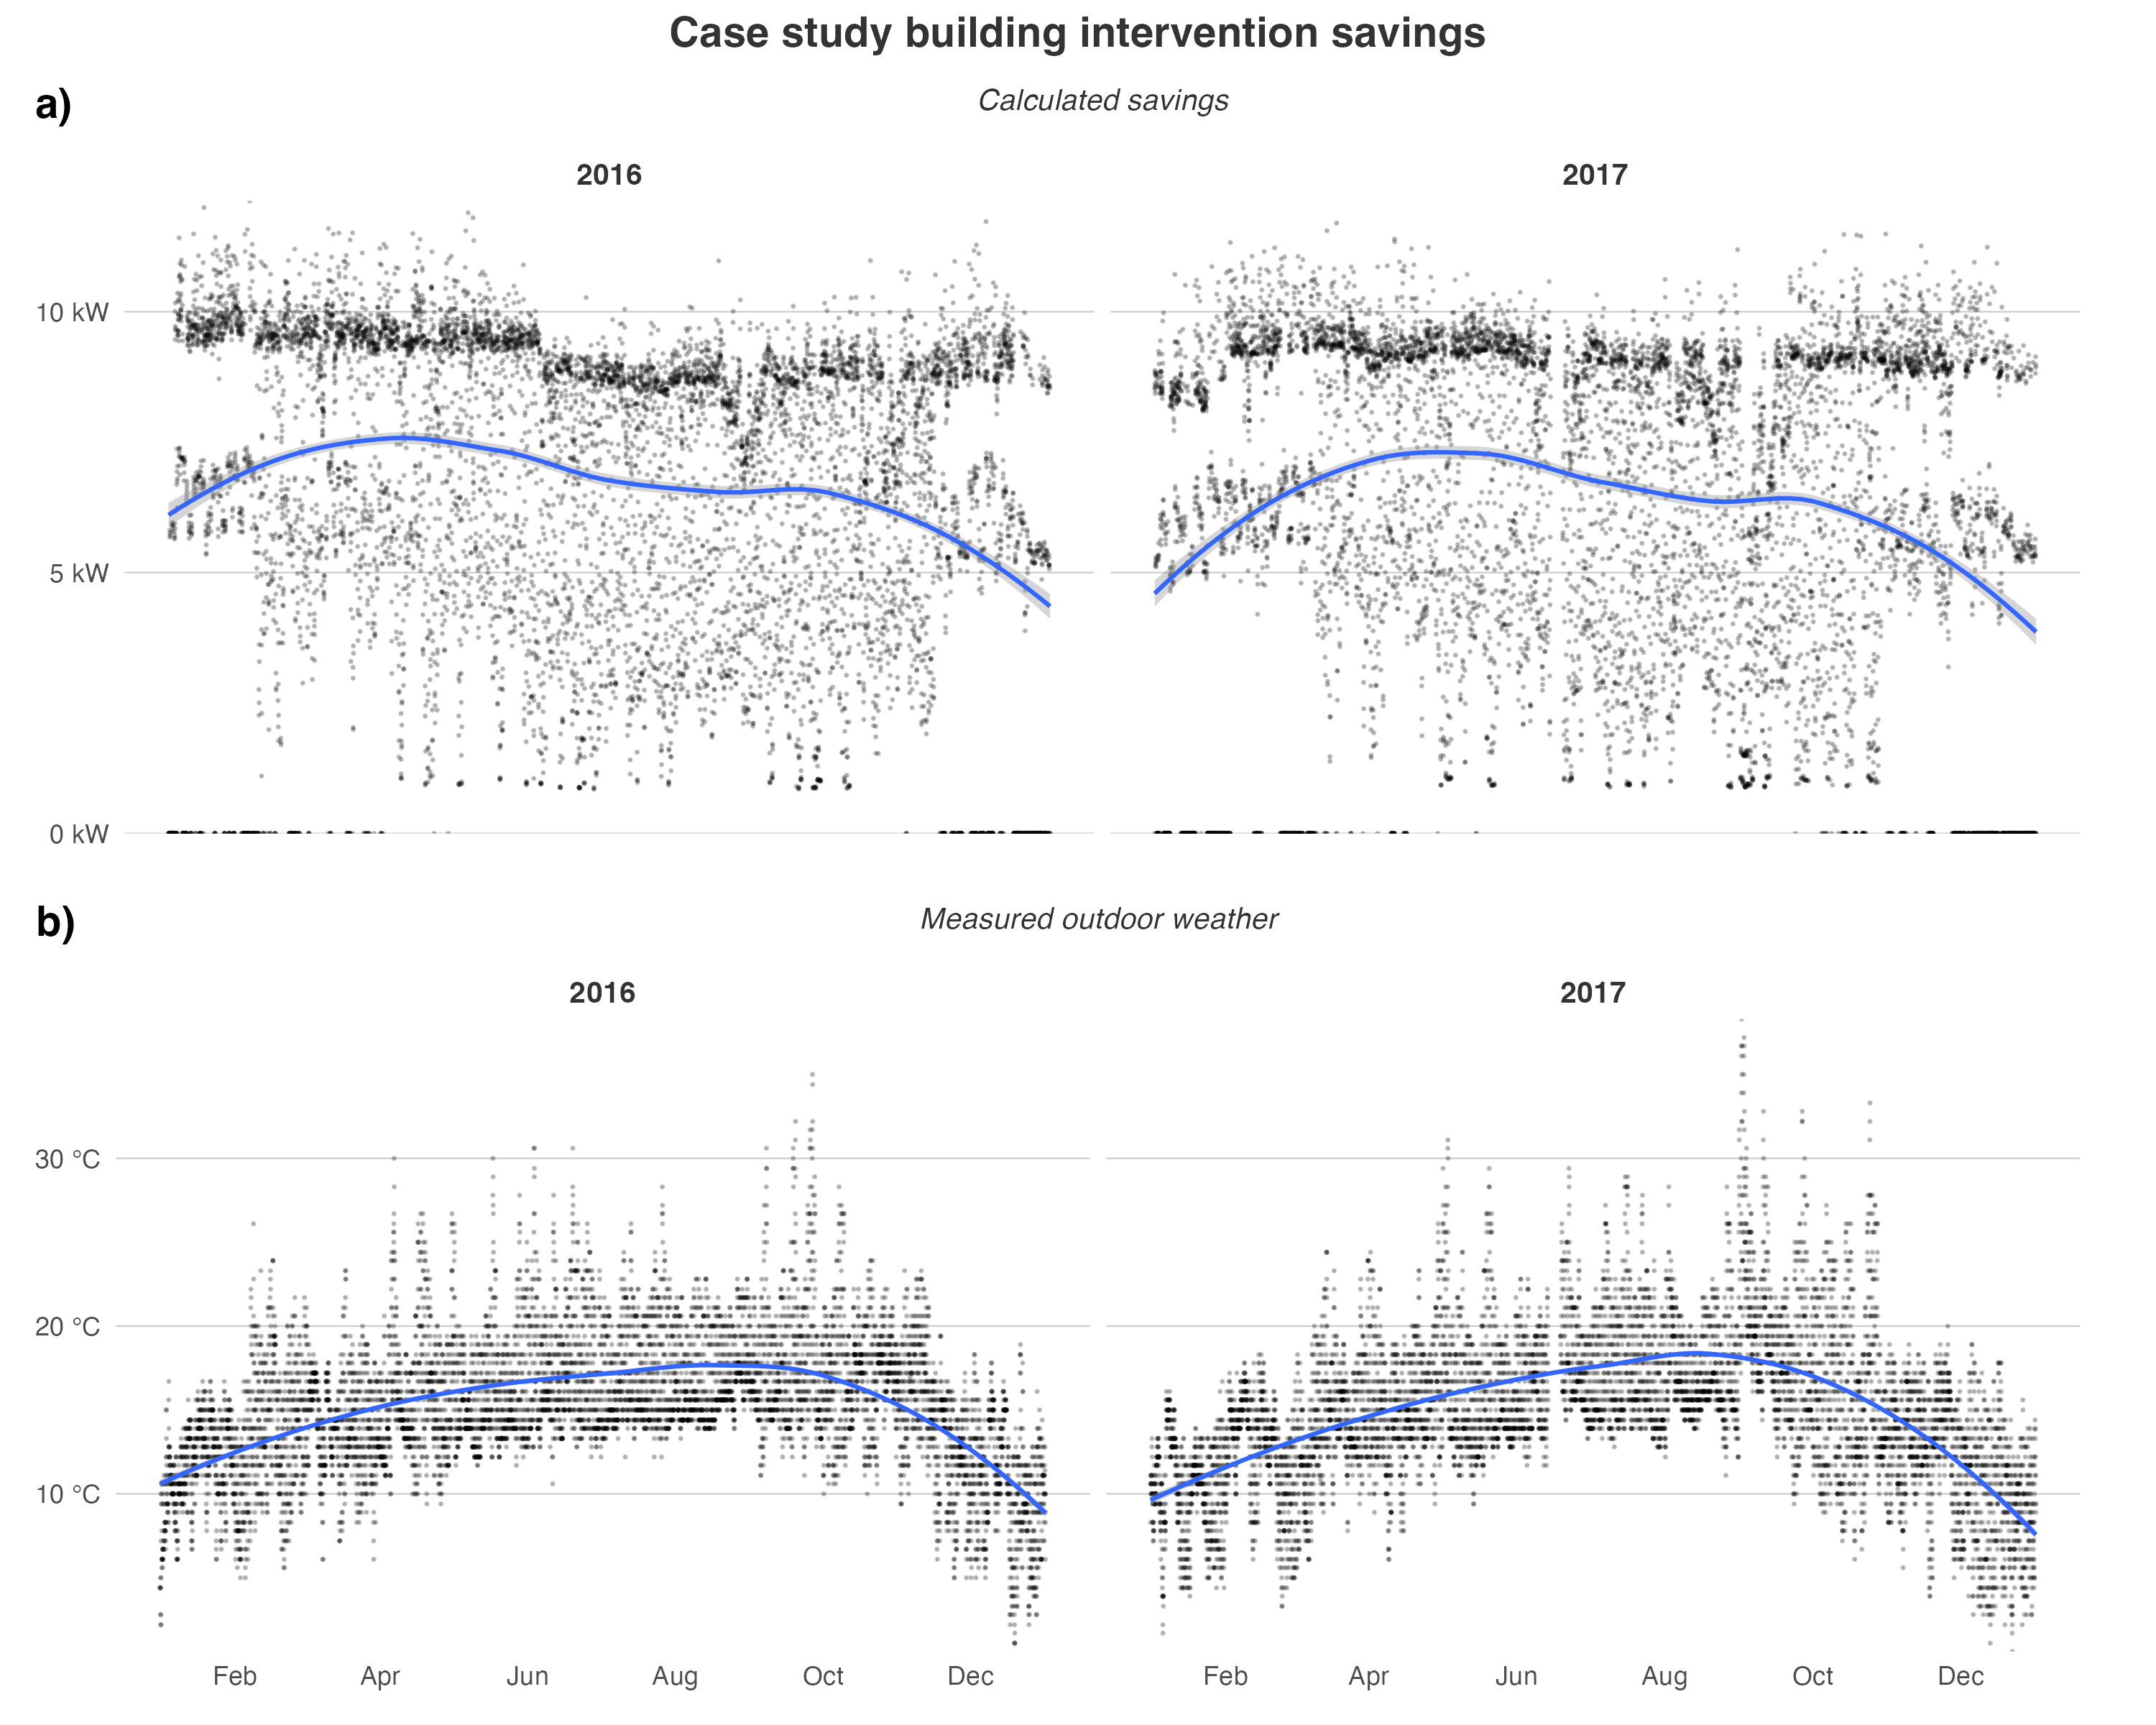 Case study building intervention savings
a)
Calculated savings
2016 2017
10 kW
5 kW
0 kW
b)
Measured outdoor weather
2016 2017
30 °C
20 °C
10 °C
Feb Apr Jun Aug Oct Dec Feb Apr Jun Aug Oct Dec